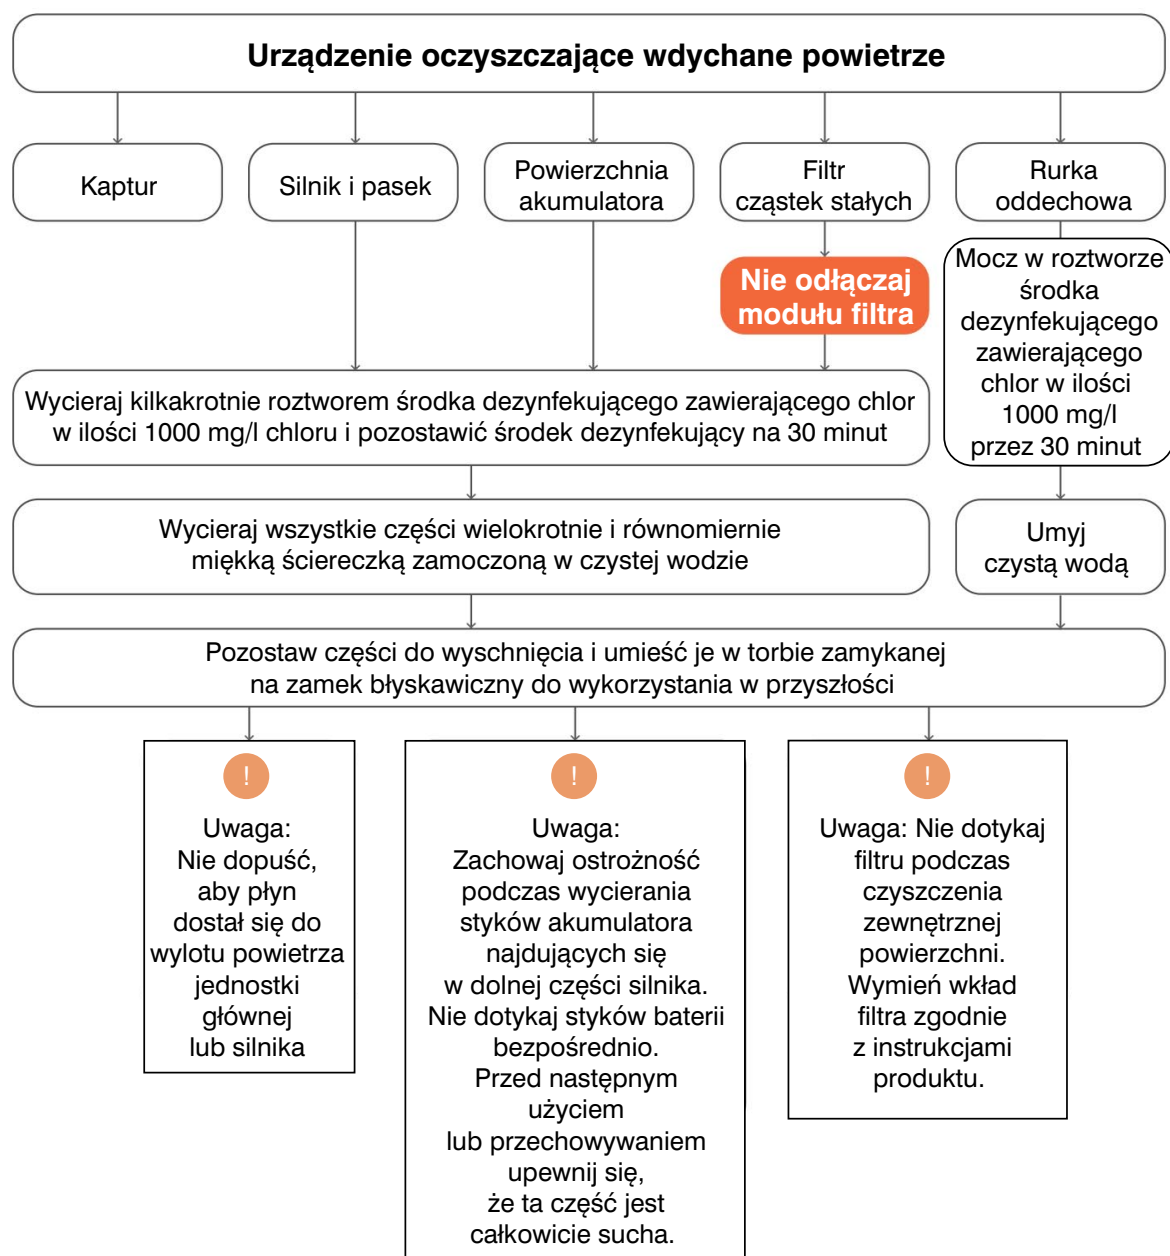 Urządzenie oczyszczające wdychane powietrze
Kaptur
Silnik i pasek
Powierzchnia
akumulatora
Filtr
cząstek stałych
Rurka
oddechowa
Nie odłączaj
modułu filtra
Mocz w roztworze
środka
dezynfekującego
zawierającego
chlor w ilości
1000 mg/l
przez 30 minut
Wycieraj kilkakrotnie roztworem środka dezynfekującego zawierającego chlor
w ilości 1000 mg/l chloru i pozostawić środek dezynfekujący na 30 minut
Wycieraj wszystkie części wielokrotnie i równomiernie
miękką ściereczką zamoczoną w czystej wodzie
Umyj
czystą wodą
Pozostaw części do wyschnięcia i umieść je w torbie zamykanej
na zamek błyskawiczny do wykorzystania w przyszłości
!
Uwaga:
Nie dopuść,
aby płyn
dostał się do
wylotu powietrza
jednostki
głównej
lub silnika
!
Uwaga:
Zachowaj ostrożność
podczas wycierania
styków akumulatora
najdujących się
w dolnej części silnika.
Nie dotykaj styków baterii
bezpośrednio.
Przed następnym
użyciem
lub przechowywaniem
upewnij się,
że ta część jest
całkowicie sucha.
!
Uwaga: Nie dotykaj
filtru podczas
czyszczenia
zewnętrznej
powierzchni.
Wymień wkład
filtra zgodnie
z instrukcjami
produktu.